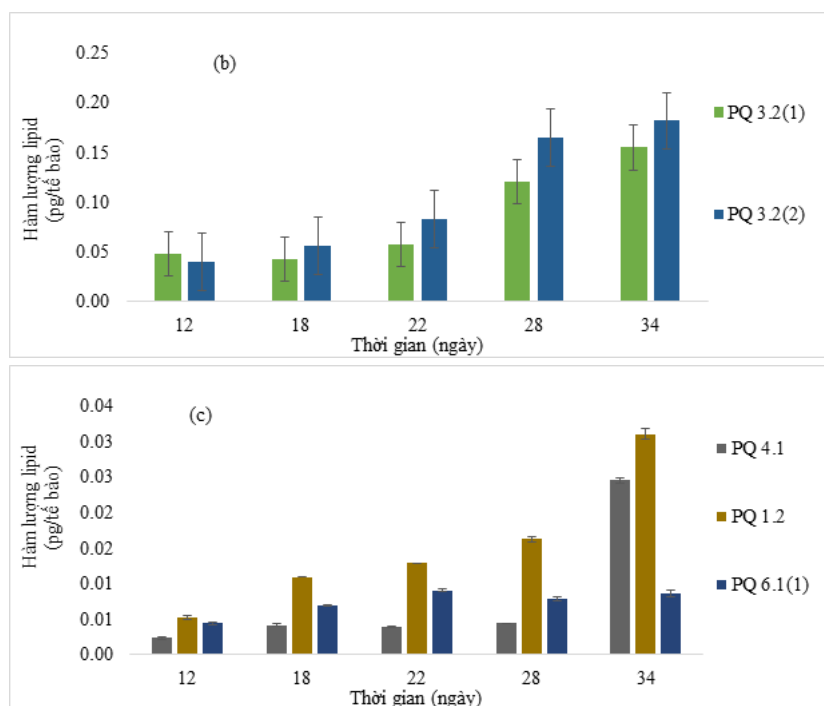 (b)
Hàm lượng lipid
(pg/tế bào)
0.25
0.20
0.15
0.10
0.05
0.00
12 18 22 28 34
Thời gian (ngày)
PQ 3.2(1)
PQ 3.2(2)
(c)
Hàm lượng lipid
(pg/tế bào)
0.04
0.03
0.03
0.02
0.02
0.01
0.01
0.00
12 18 22 28 34
Thời gian (ngày)
PQ 4.1
PQ 1.2
PQ 6.1(1)